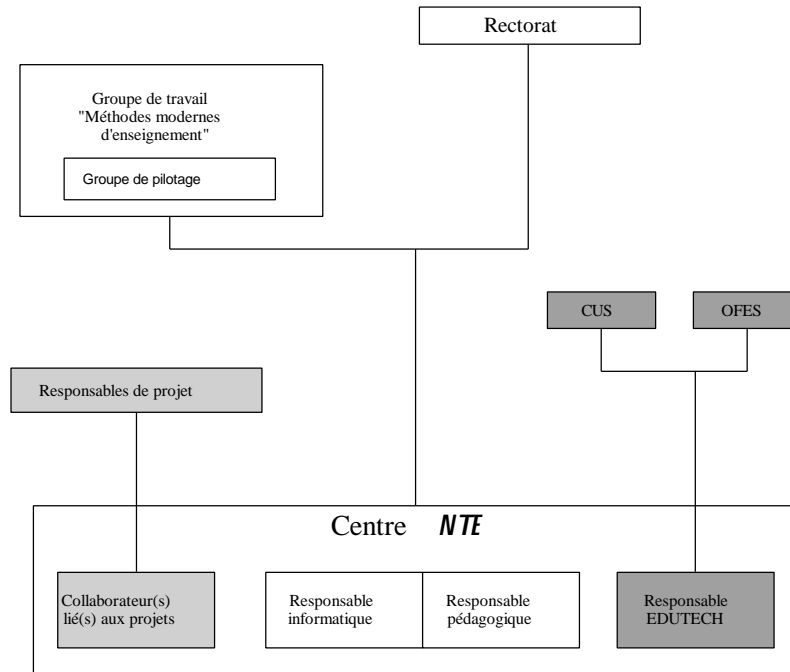 Rectorat
Groupe de travail
"Méthodes modernes
d'enseignement"
Groupe de pilotage
CUS
OFES
Responsables de projet
Centre NTE
Collaborateur(s)
lié(s) aux projets
Responsable
informatique
Responsable
pédagogique
Responsable
EDUTECH